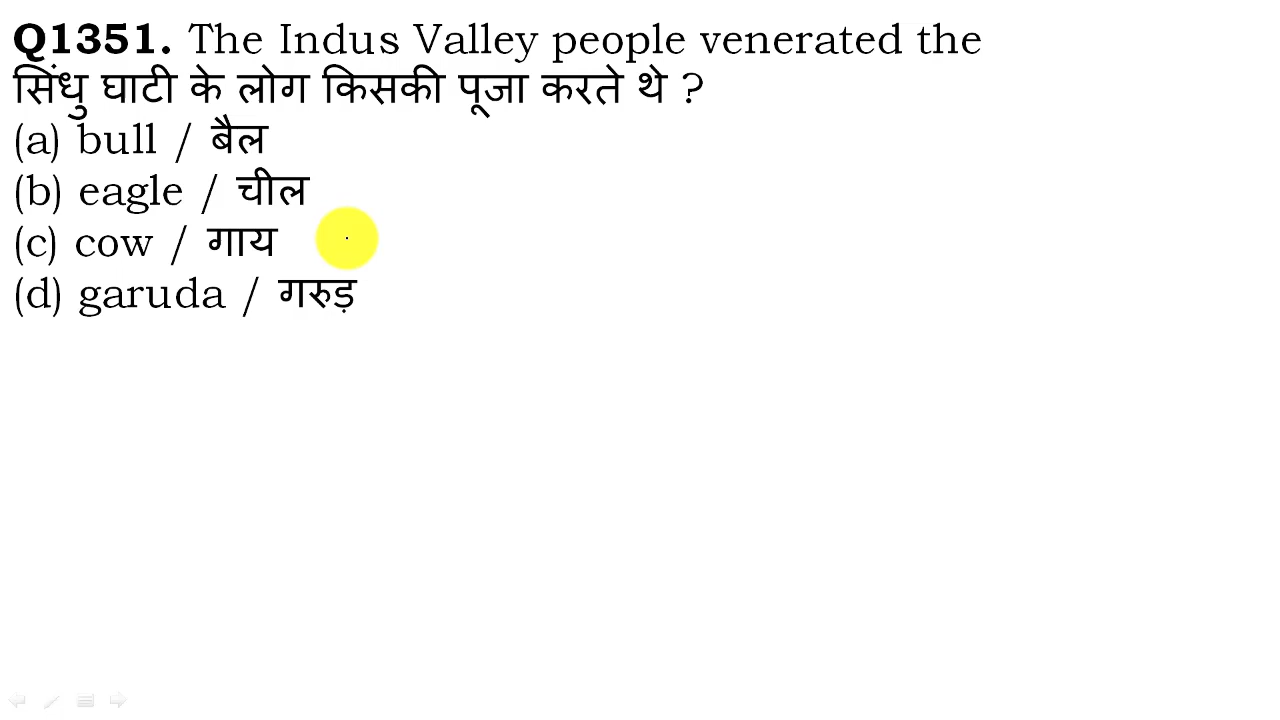 Q1351. The Indus Valley people venerated the
सिंधु घाटी के लोग किसकी पूजा करते थे ?
(a) bull / बैल
(b) eagle / चील
(c) cow / गाय
(d) garuda / गरुड़